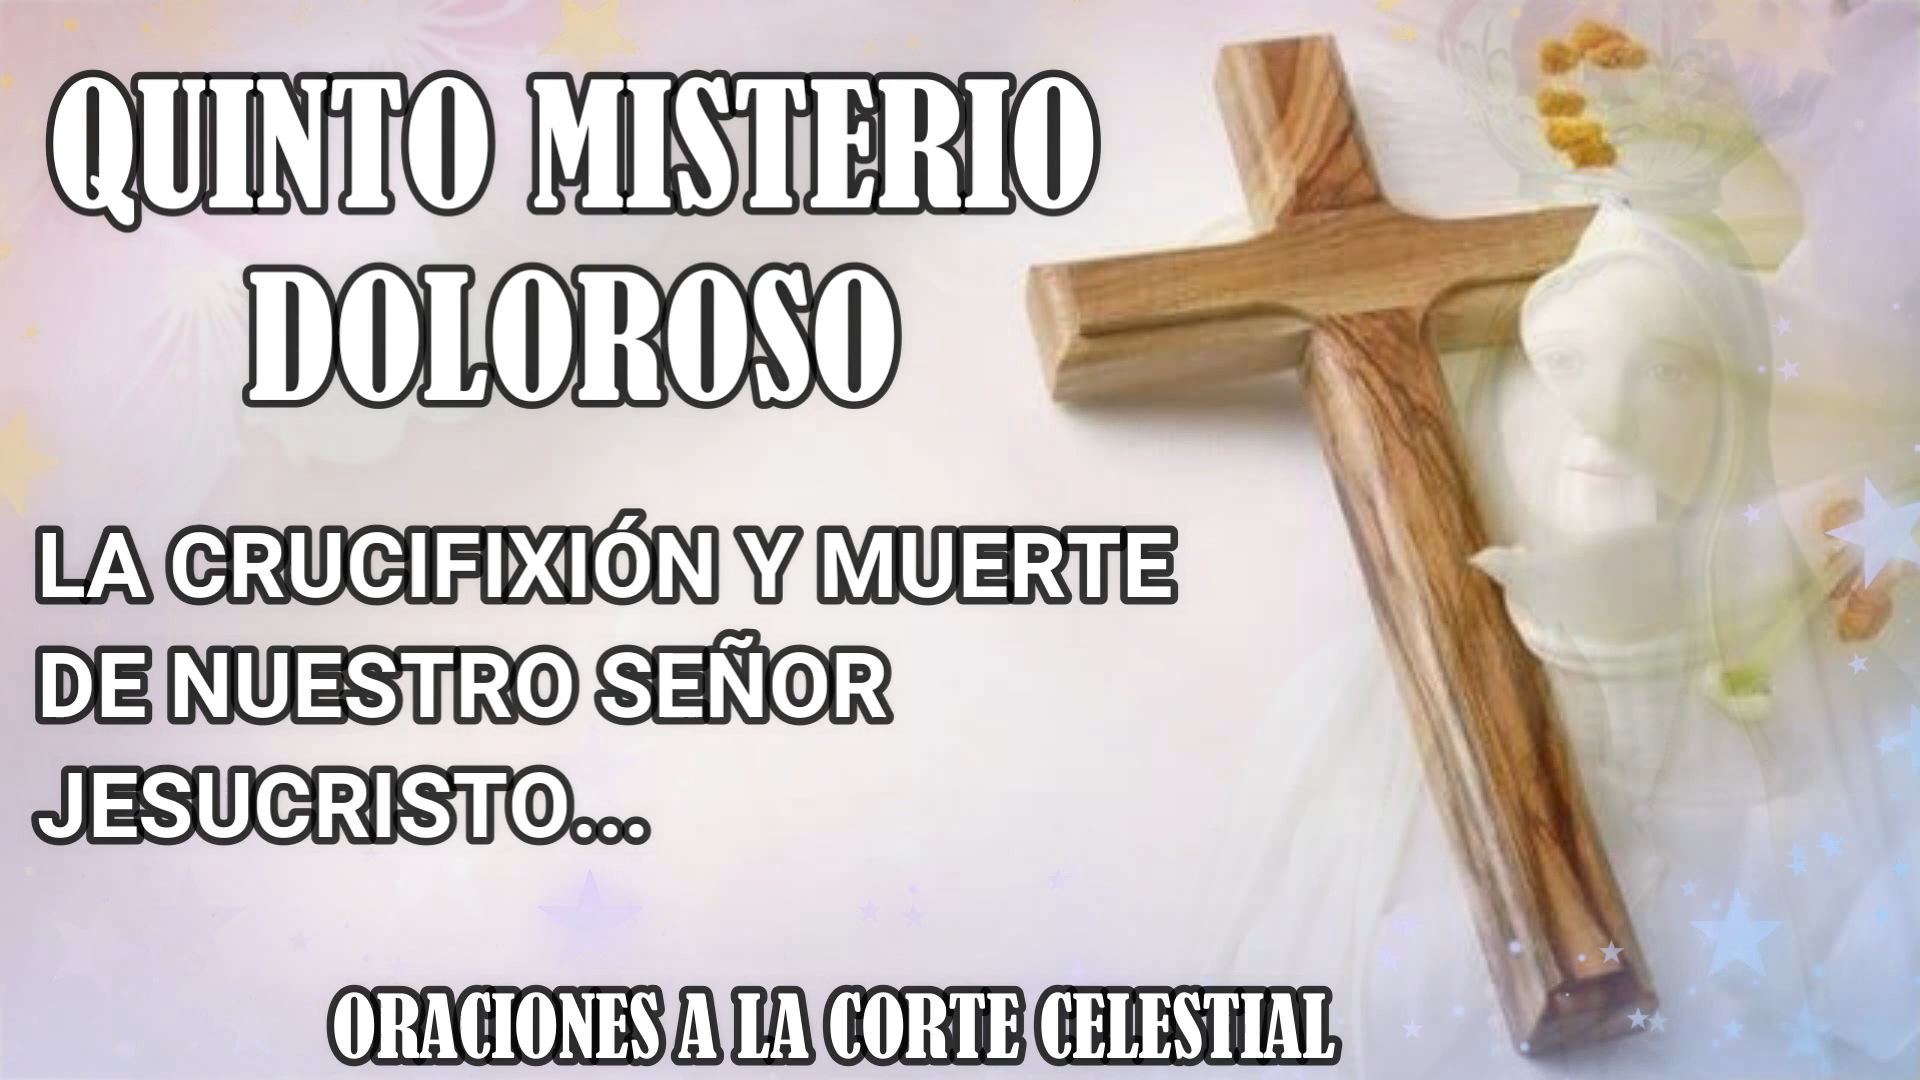 QUINTO MISTERIO
DOLOROSO
LA CRUCIFIXIÓN Y MUERTE
DE NUESTRO SEÑOR
JESUCRISTO...
ORACIONES A LA CORTE CELESTIAL